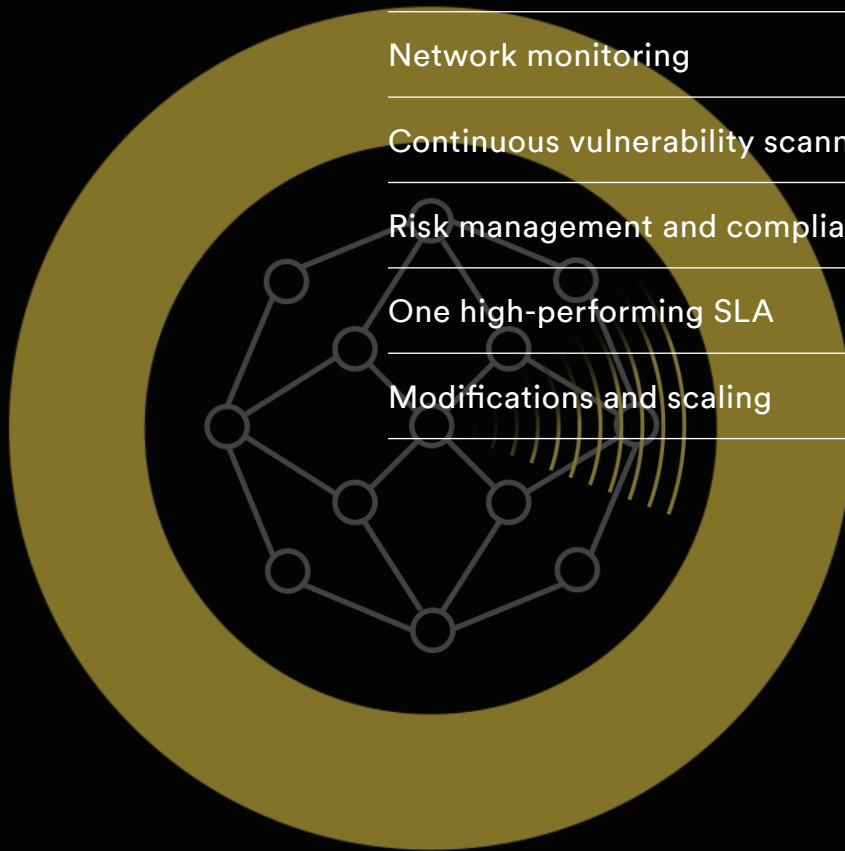 Network monitoring
Continuous vulnerability scann
Risk management and complia
One high-performing SLA
Modifications and scaling